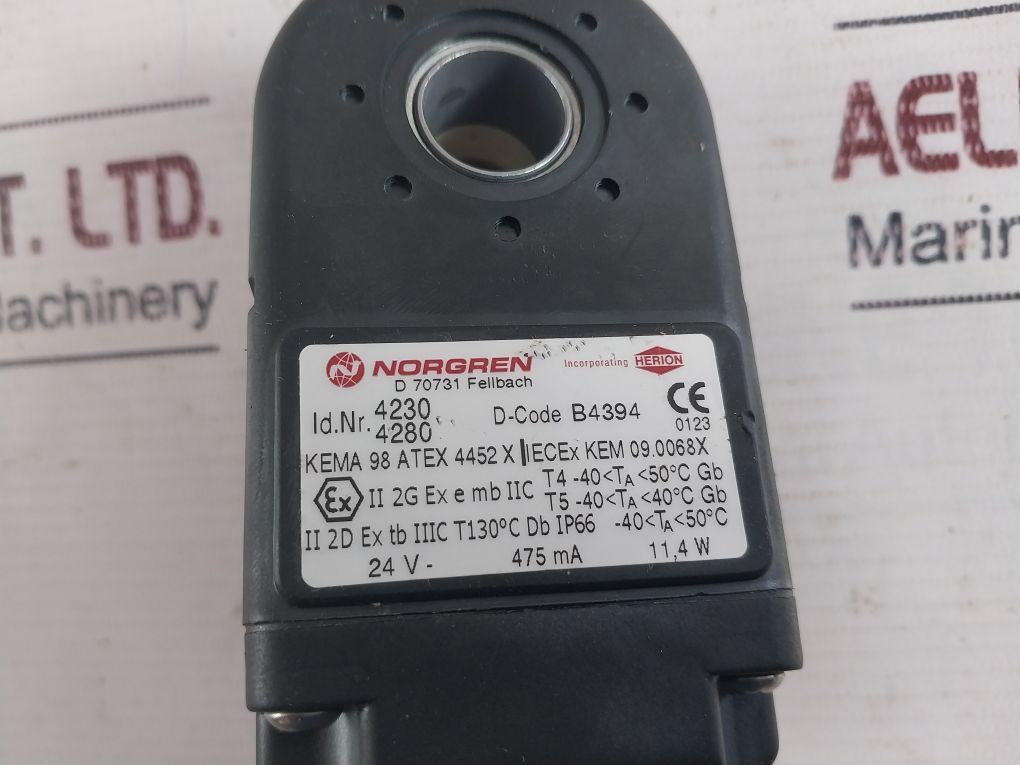 T. LTD.
Machinery
AEL
Marin
NORGREN Incorporating HERION
D 70731 Fellbach
Id.Nr. 4230
4280
D-Code B4394 CE
0123
KEMA 98 ATEX 4452 X IECEx KEM 09.0068X
Ex II 2G Ex e mb IIC T4 -40<TA<50°C Gb
T5 -40<TA<40°C Gb
II 2D Ex tb IIIC T130°C Db IP66 -40<TA<50°C
24 V - 475 mA 11,4 W